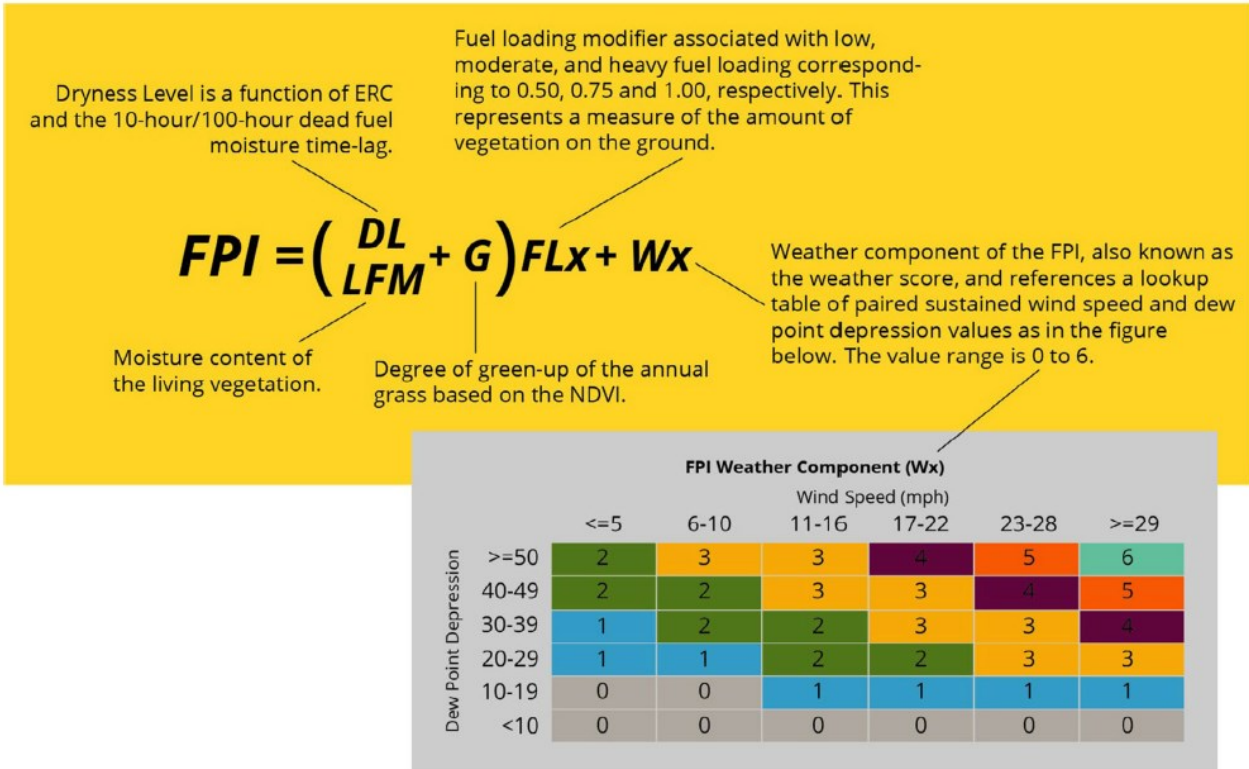 Fuel loading modifier associated with low,
moderate, and heavy fuel loading correspond-
ing to 0.50, 0.75 and 1.00, respectively. This
represents a measure of the amount of
vegetation on the ground.
Dryness Level is a function of ERC
and the 10-hour/100-hour dead fuel
moisture time-lag.
FPI = ( DL
LFM + G ) FLx + Wx
Weather component of the FPI, also known as
the weather score, and references a lookup
table of paired sustained wind speed and dew
point depression values as in the figure
below. The value range is 0 to 6.
Moisture content of
the living vegetation.
Degree of green-up of the annual
grass based on the NDVI.
FPI Weather Component (Wx)
Wind Speed (mph)
<=5 6-10 11-16 17-22 23-28 >=29
Dew Point Depression
>=50 2 3 3 4 5 6
40-49 2 2 3 3 4 5
30-39 1 2 2 3 3 4
20-29 1 1 2 2 3 3
10-19 0 0 1 1 1 1
<10 0 0 0 0 0 0